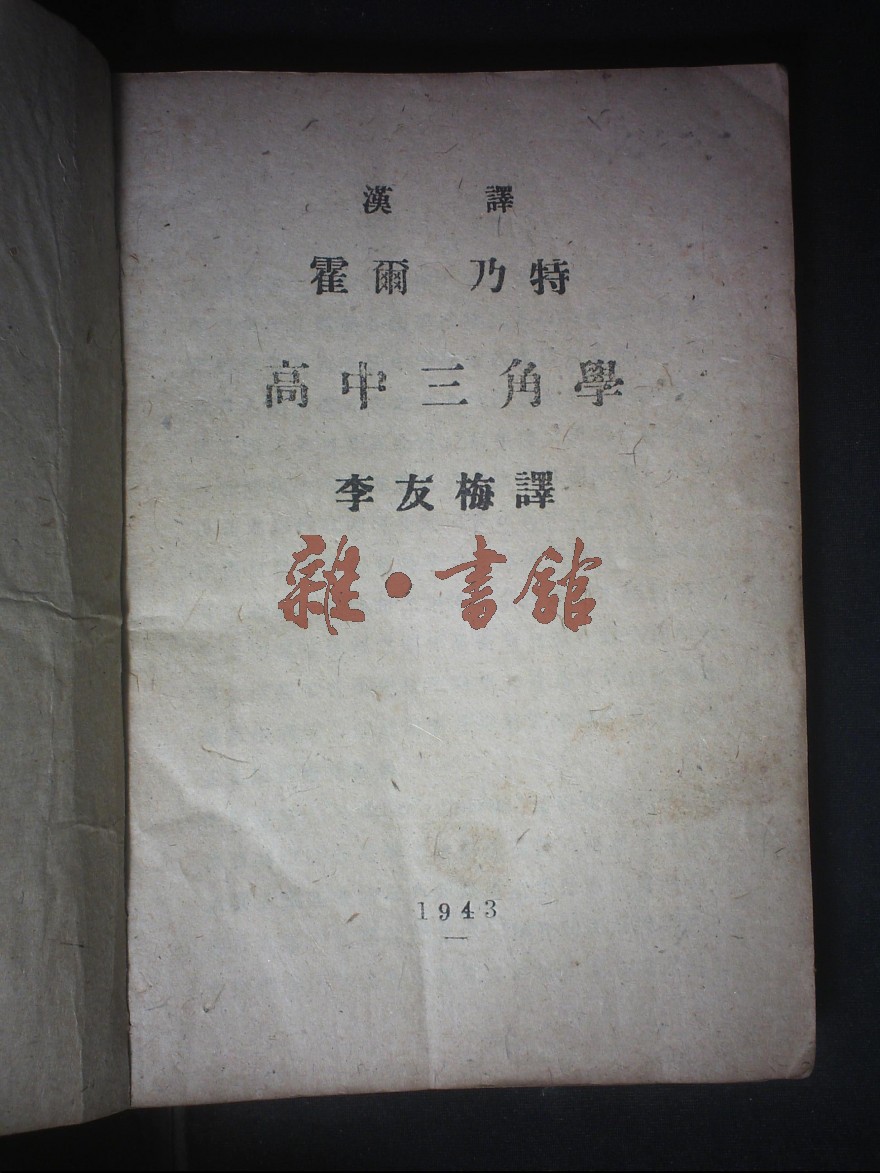 漢 譯
霍爾 乃特
高中三角學
李友梅譯
雜·書館
1943